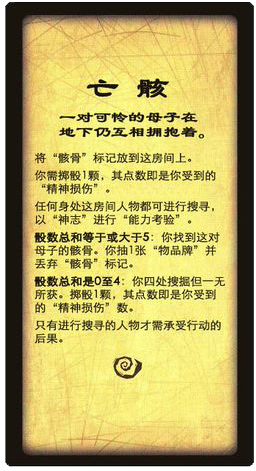 亡骸
一对可怜的母子在
地下仍互相拥抱着。
将“骸骨”标记放到这房间上。
你需掷骰1颗，其点数即是你受到的
“精神损伤”。
任何身处这房间人物都可进行搜寻，
以“神志”进行“能力考验”。
骰数总和等于或大于5：你找到这对
母子的骸骨。你抽1张“物品牌”并
丢弃“骸骨”标记。
骰数总和是0至4：你四处搜掘但一无
所获。掷骰1颗，其点数即是你受到
的“精神损伤”数。
只有进行搜寻的人物才需承受行动的
后果。